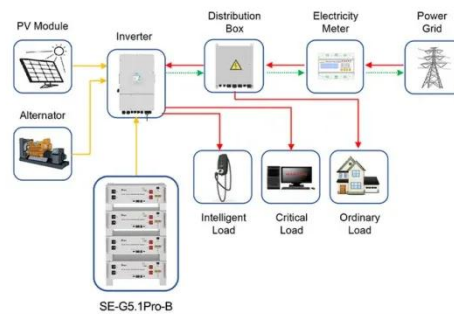 PV Module
Inverter
Distribution
Box
Electricity
Meter
Power
Grid
Alternator
Intelligent
Load
Critical
Load
Ordinary
Load
SE-G5.1Pro-B